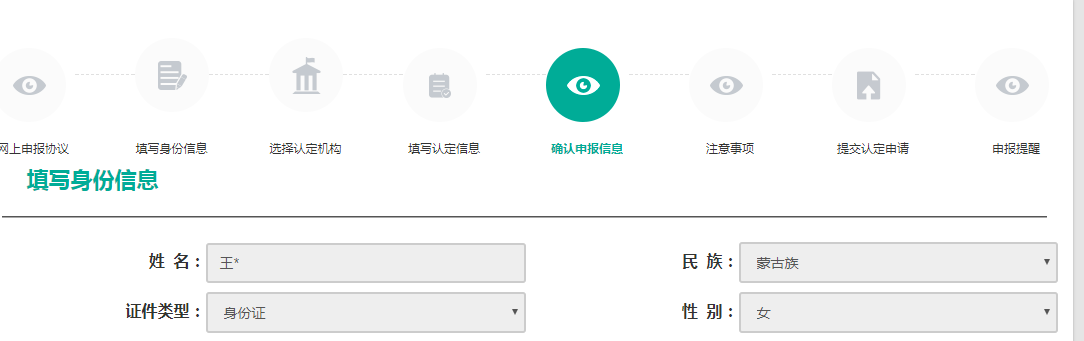 网上申报协议 填写身份信息 选择认定机构 填写认定信息 确认申报信息 注意事项 提交认定申请 申报提醒
填写身份信息
姓 名： 王* 民 族： 蒙古族
证件类型： 身份证 性 别： 女